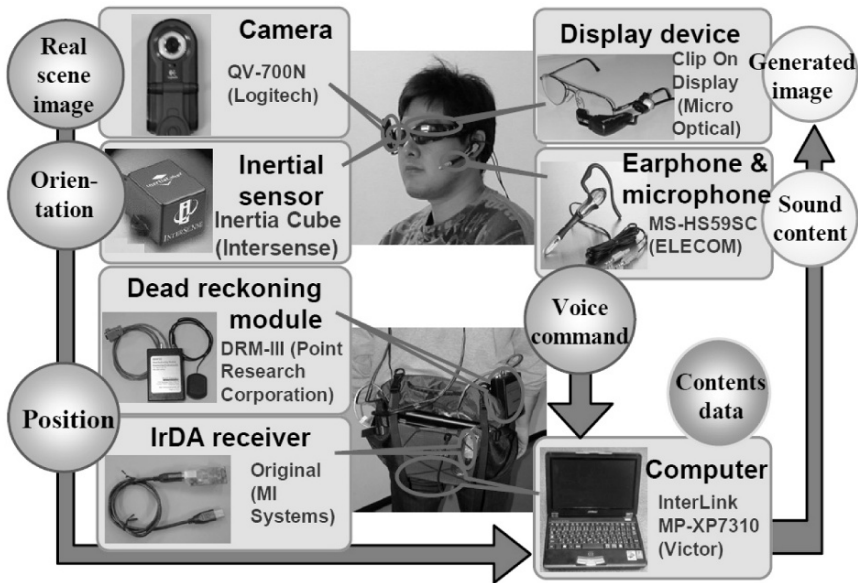 Real
scene
image
Camera
QV-700N
(Logitech)
Display device
Clip On
Display
(Micro
Optical)
Generated
image
Orien-
tation
Inertial
sensor
Inertia Cube
(Intersense)
INTERSENSE
Earphone &
microphone
MS-HS59SC
(ELECOM)
Sound
content
Dead reckoning
module
DRM-III (Point
Research
Corporation)
Voice
command
Position
Contents
data
IrDA receiver
Original
(MI
Systems)
Computer
InterLink
MP-XP7310
(Victor)